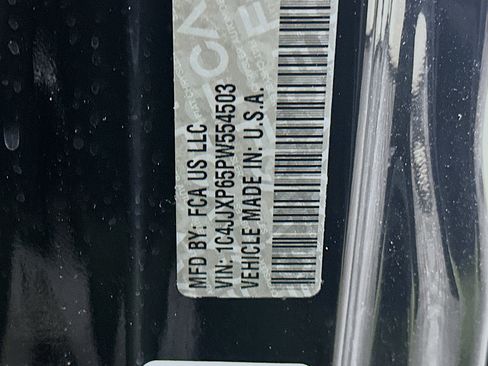 MFD BY: FCA US LLC
VIN: 1C4JJXP65PW554503
VEHICLE MADE IN: U.S.A.